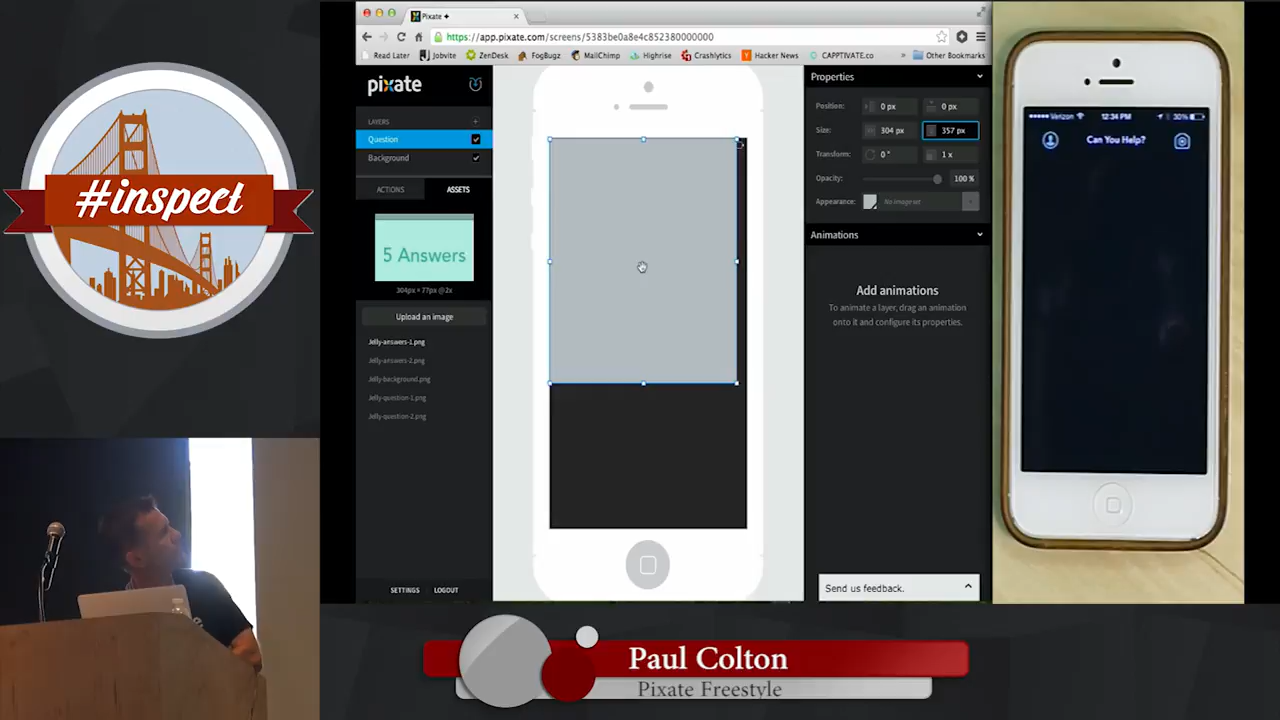 #inspect
Pixate
https://app.pixate.com/screens/5383be0a8e4c852380000000
Read Later
Jobvite
ZenDesk
FogBugz
MailChimp
Highrise
Crashlytics
Hacker News
CAPPTIVATE.co
»
Other Bookmarks
pixate
LAYERS
Question
Background
ACTIONS
ASSETS
5 Answers
304px × 77px @2x
Upload an image
Jelly-answers-1.png
Jelly-answers-2.png
Jelly-background.png
Jelly-question-1.png
Jelly-question-2.png
SETTINGS
LOGOUT
Properties
Position:
0 px
0 px
Size:
304 px
357 px
Transform:
0°
1 x
Opacity:
100 %
Appearance:
No image set
Animations
Add animations
To animate a layer, drag an animation
onto it and configure its properties.
Send us feedback.
Verizon
12:34 PM
30%
Can You Help?
Paul Colton
Pixate Freestyle